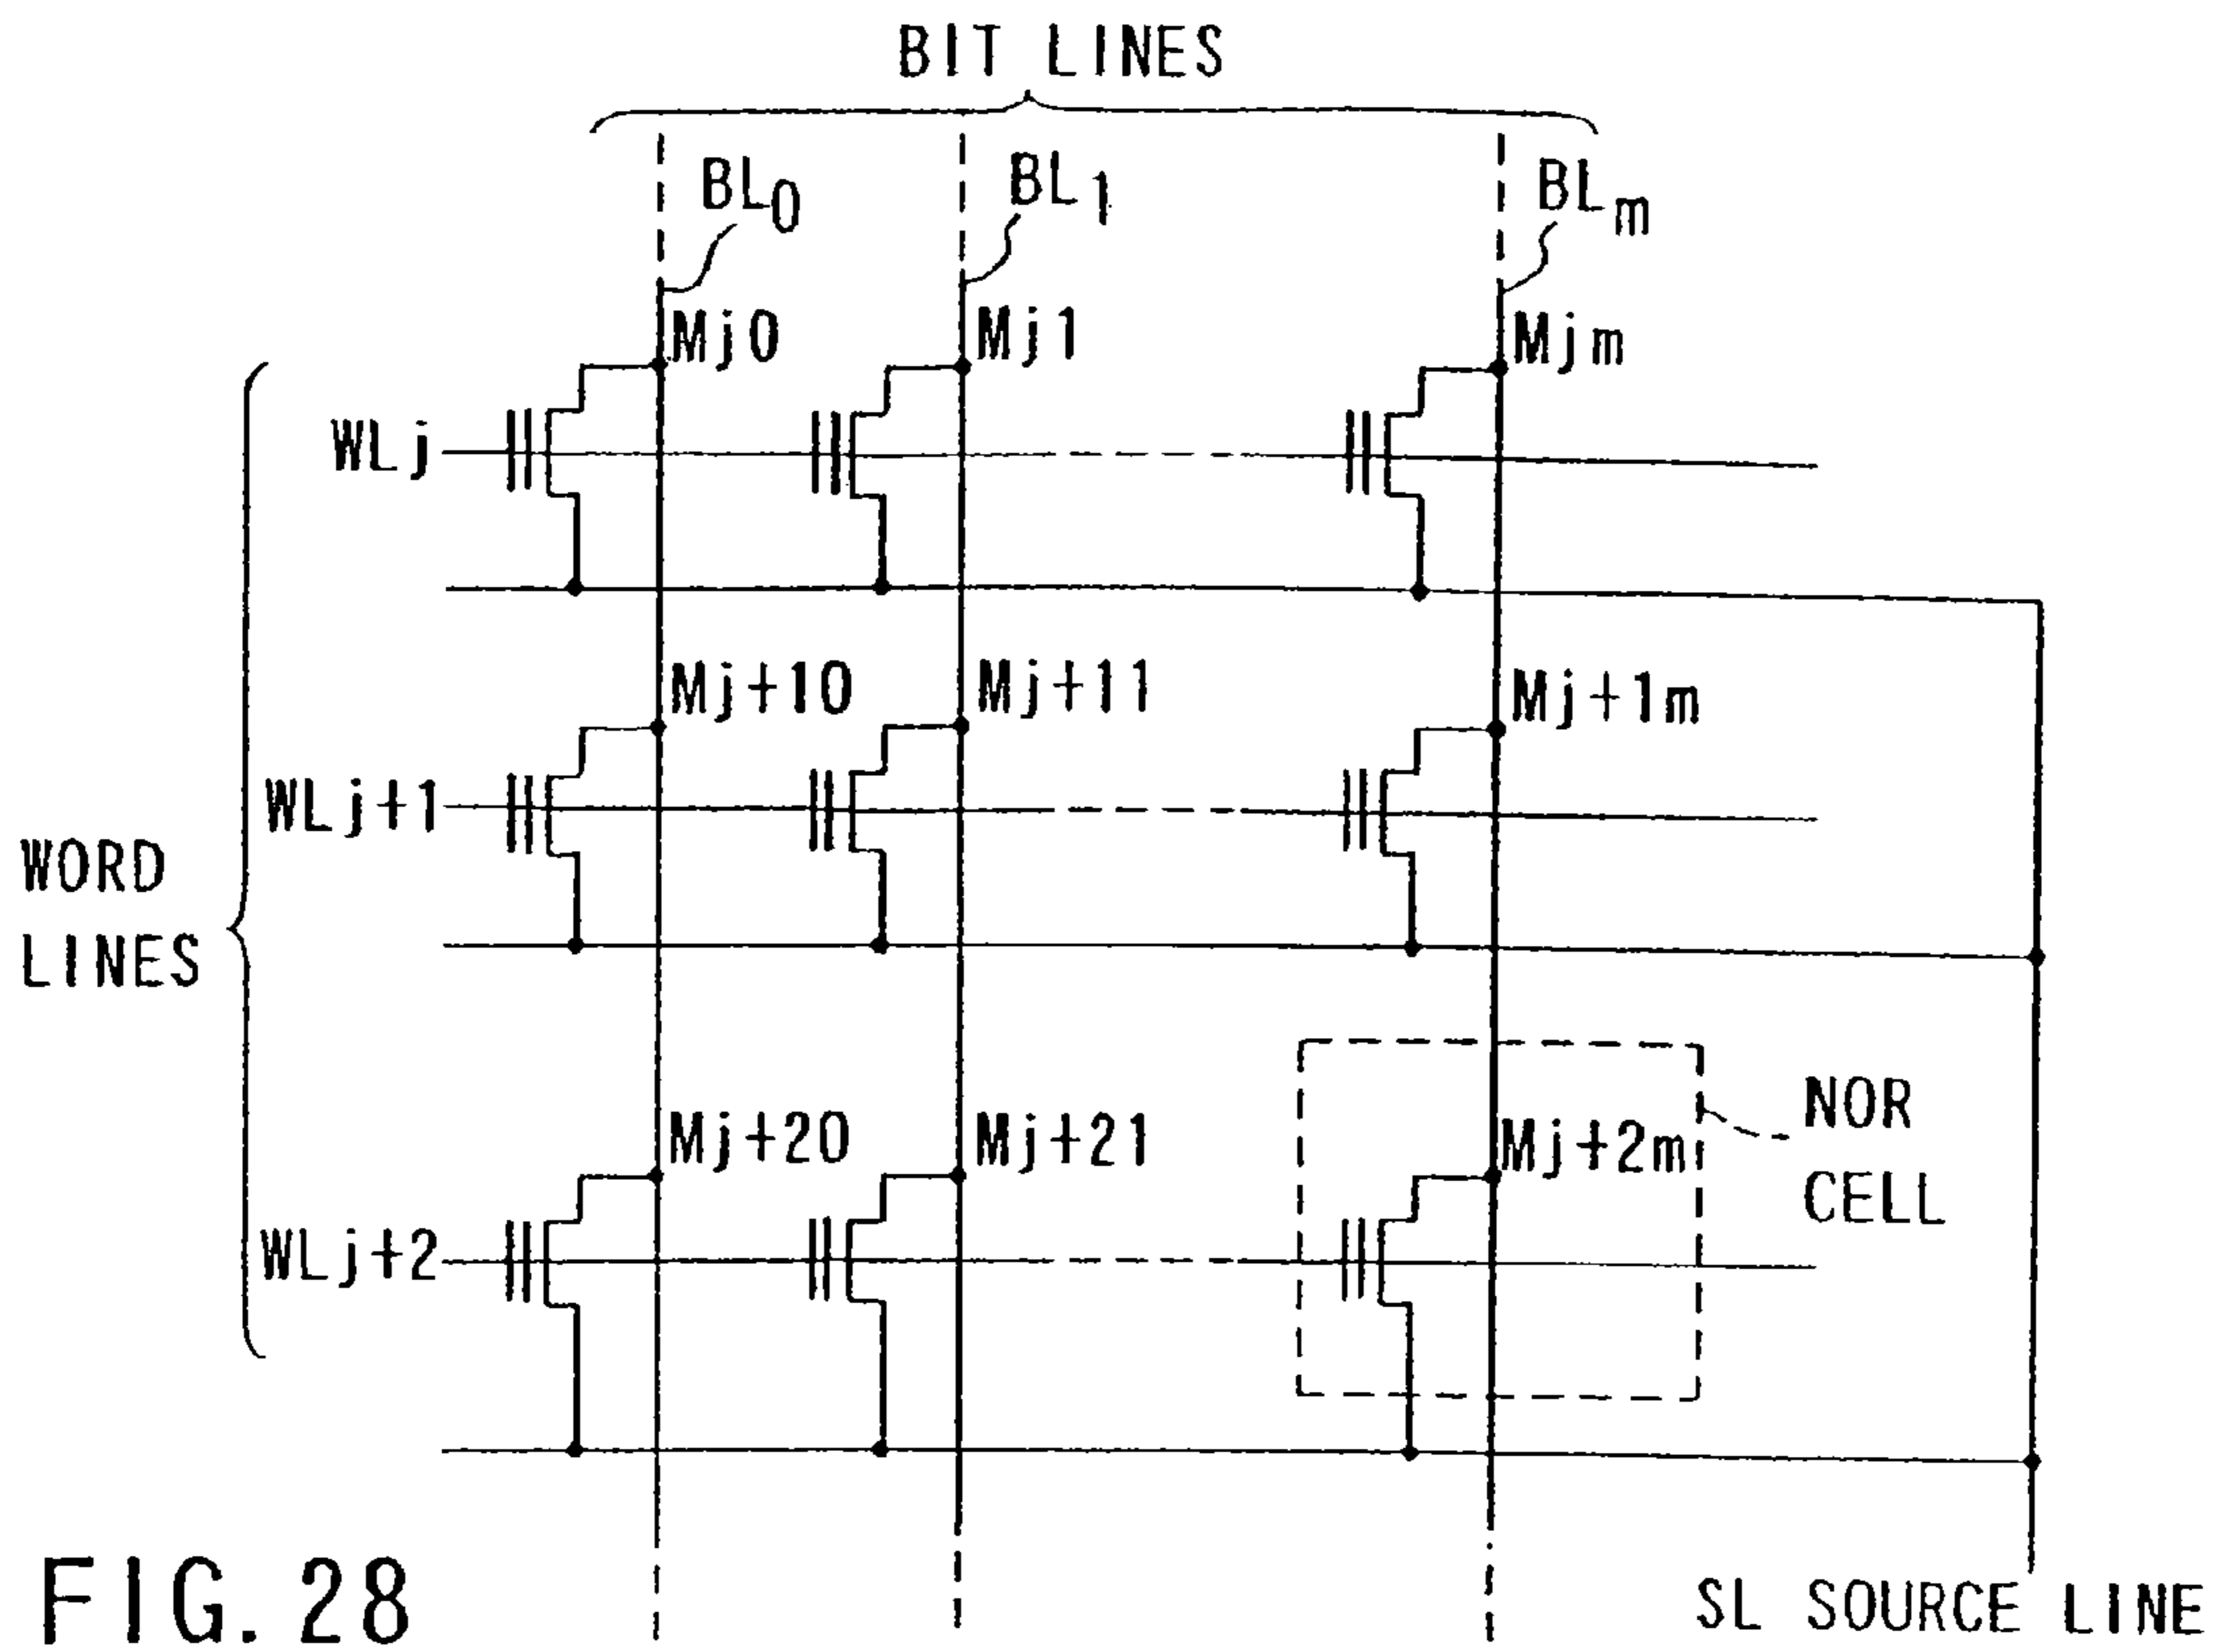 BIT LINES
BL0 BL1 BLm
Mj0 Mj1 Mjm
WLj
Mj+10 Mj+11 Mj+1m
WLj+1
WORD
LINES
Mj+20 Mj+21 Mj+2m
NOR
CELL
WLj+2
FIG. 28
SL SOURCE LINE